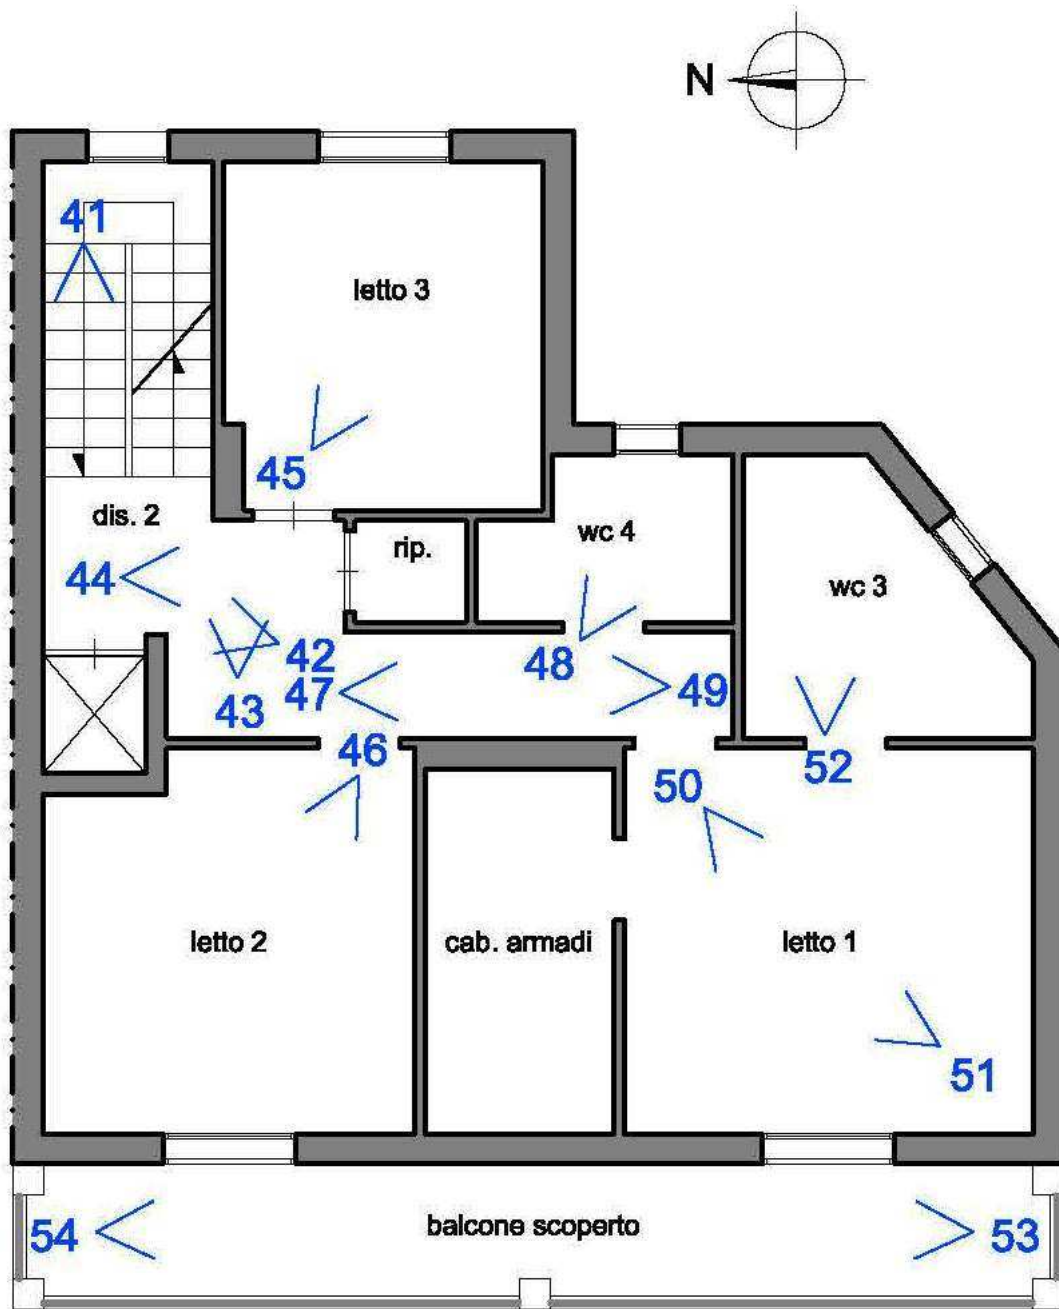 N
41
letto 3
45
dis. 2
rip.
wc 4
44
wc 3
42
48
47
49
43
46
52
50
letto 2
cab. armadi
letto 1
51
balcone scoperto
54
53